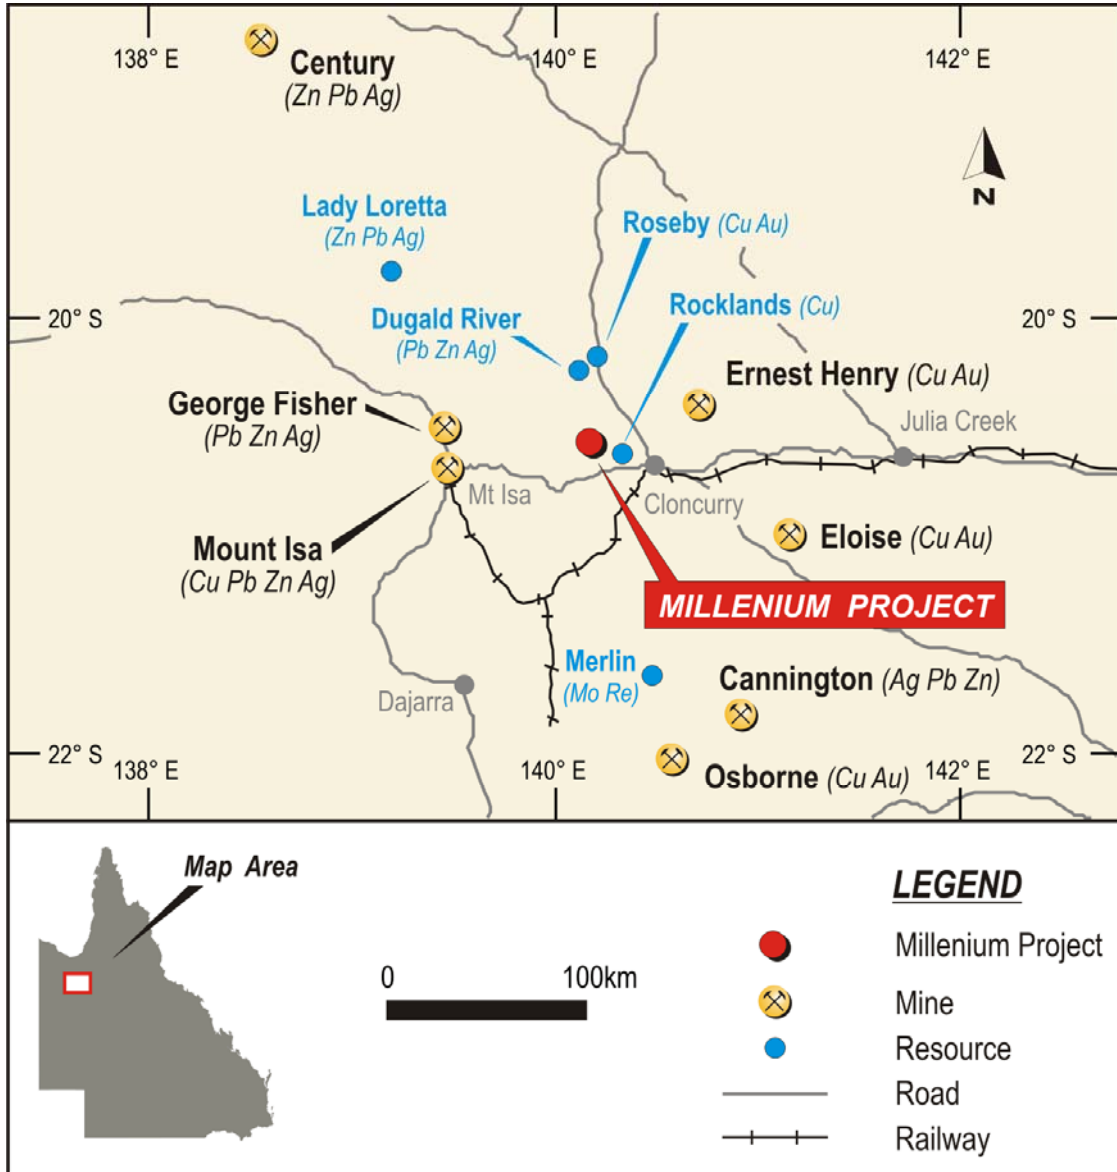 138° E
140° E
142° E
Century
(Zn Pb Ag)
N
Lady Loretta
(Zn Pb Ag)
Roseby (Cu Au)
20° S
20° S
Dugald River
(Pb Zn Ag)
Rocklands (Cu)
Ernest Henry (Cu Au)
George Fisher
(Pb Zn Ag)
Julia Creek
Mt Isa
Cloncurry
Mount Isa
(Cu Pb Zn Ag)
Eloise (Cu Au)
MILLENIUM PROJECT
Merlin
(Mo Re)
Cannington (Ag Pb Zn)
Dajarra
22° S
22° S
Osborne (Cu Au)
138° E
140° E
142° E
Map Area
0
100km
LEGEND
Millenium Project
Mine
Resource
Road
Railway